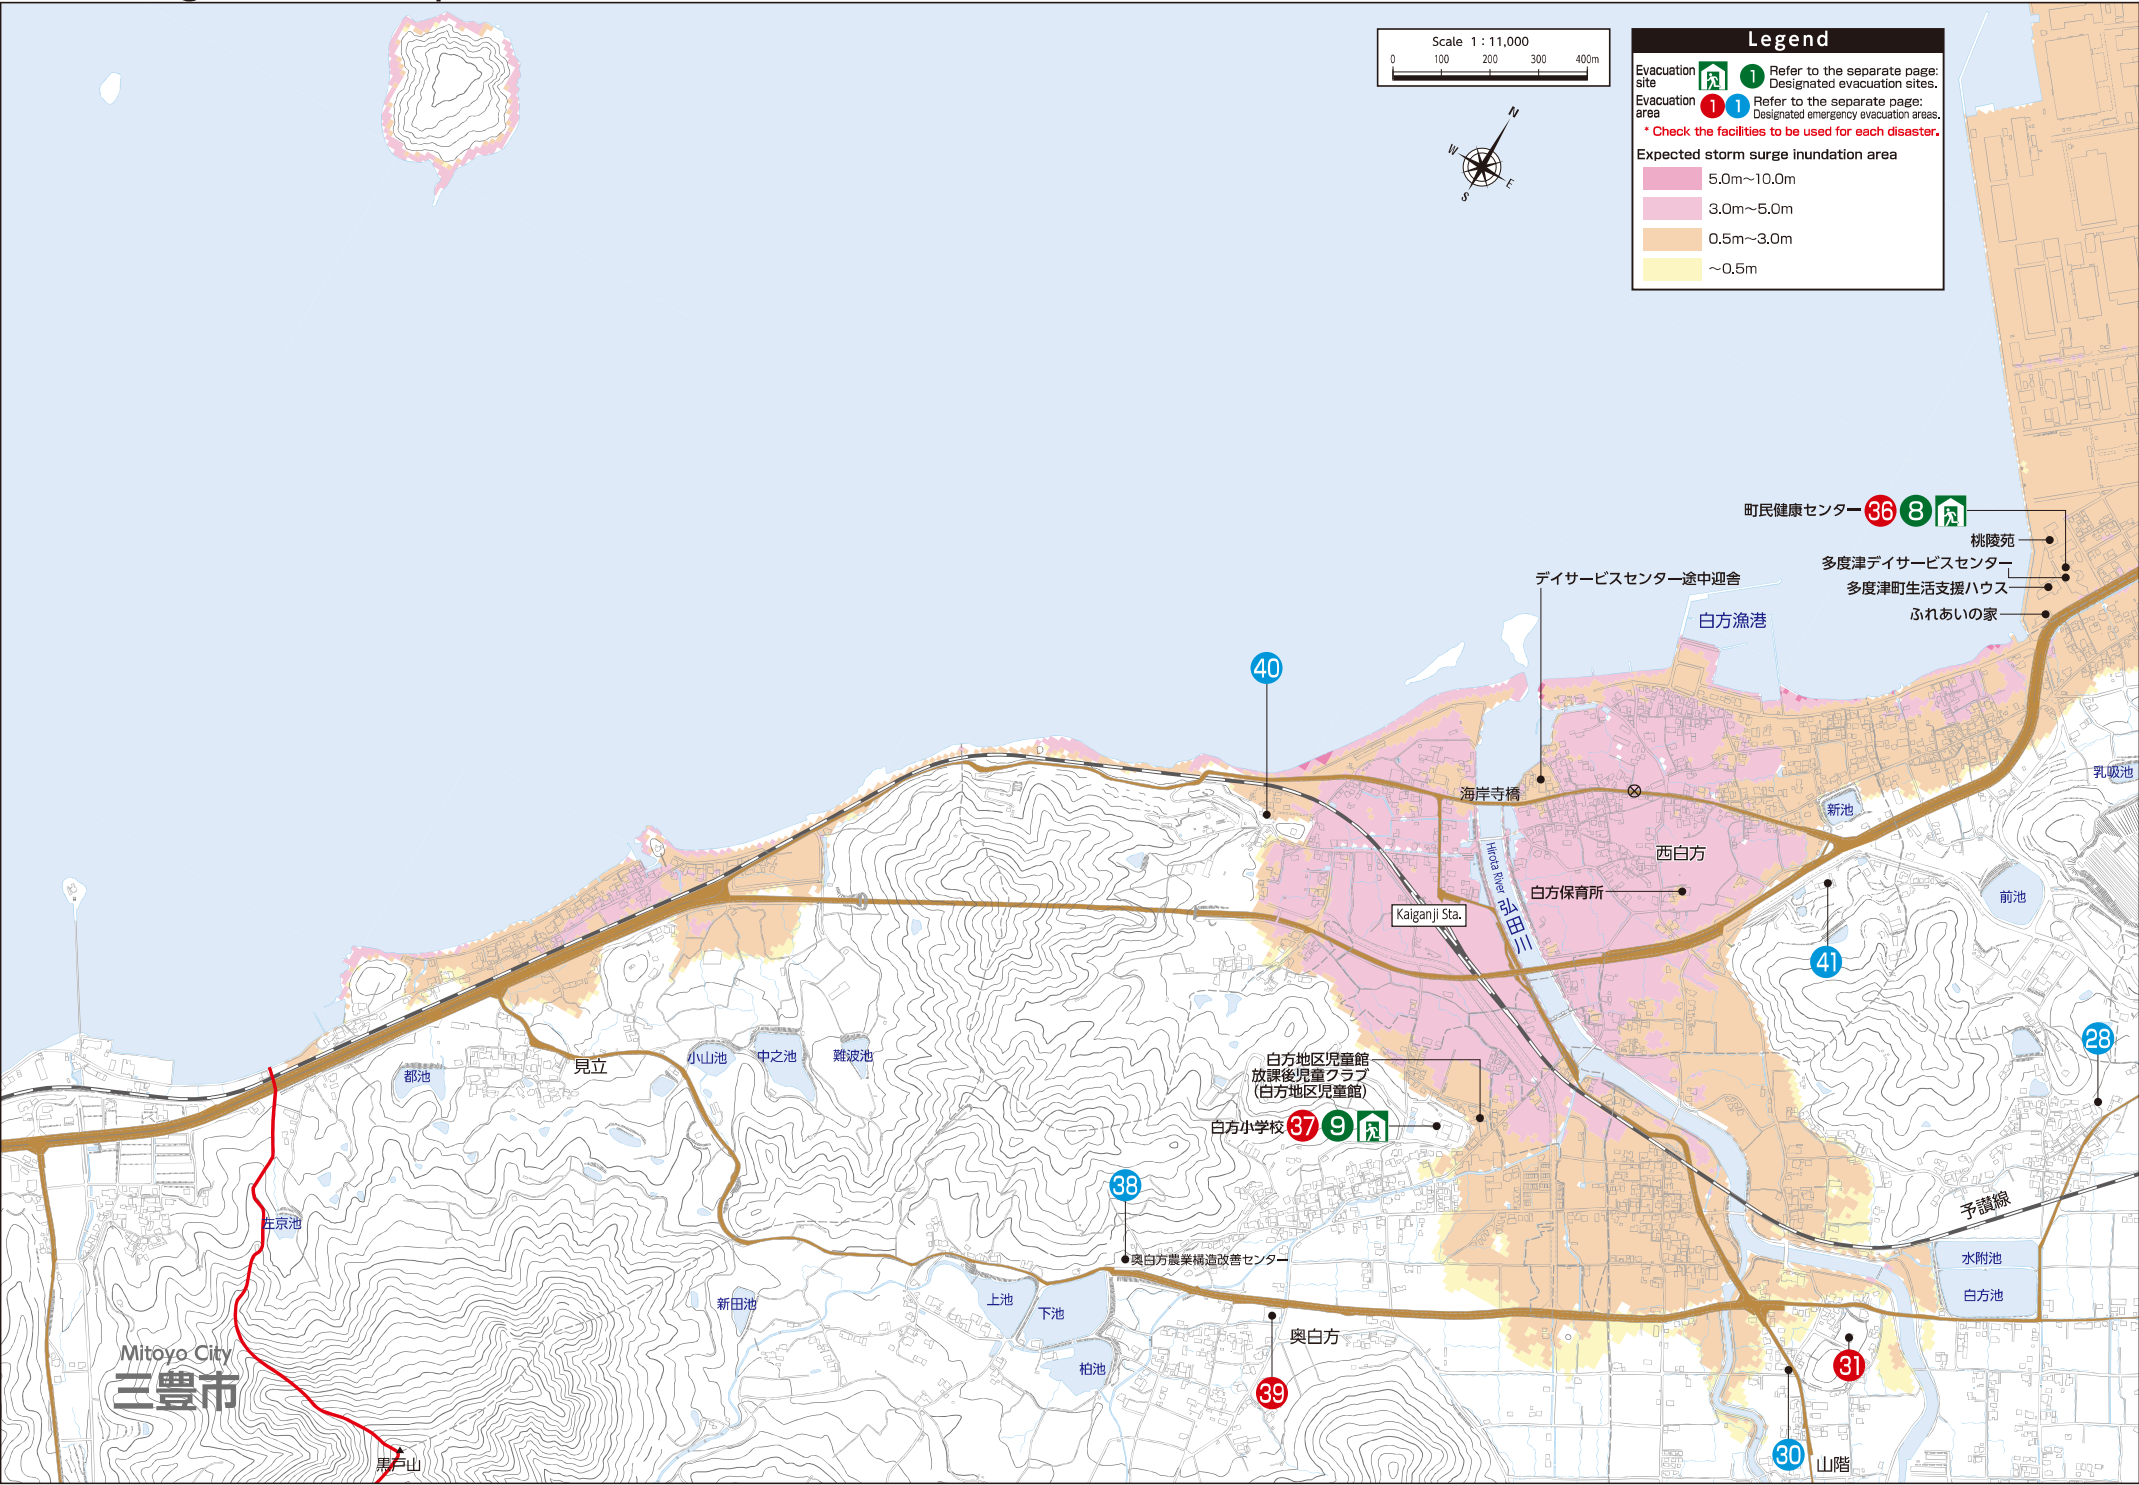 Scale 1：11,000
0 100 200 300 400m
N
W
E
S
Legend
Evacuation site
1
Refer to the separate page:
Designated evacuation sites.
Evacuation area
1 1
Refer to the separate page:
Designated emergency evacuation areas.
* Check the facilities to be used for each disaster.
Expected storm surge inundation area
5.0m～10.0m
3.0m～5.0m
0.5m～3.0m
～0.5m
町民健康センター 36 8
桃陵苑
多度津デイサービスセンター
多度津町生活支援ハウス
ふれあいの家
デイサービスセンター途中迎舎
白方漁港
40
海岸寺橋
乳吸池
新池
西白方
Hirota River 弘田川
白方保育所
前池
Kaiganji Sta.
41
28
白方地区児童館
放課後児童クラブ
(白方地区児童館)
白方小学校 37 9
見立
小山池
中之池
難波池
都池
38
左京池
予讃線
奥白方農業構造改善センター
水附池
白方池
上池
下池
新田池
奥白方
柏池
Mitoyo City
三豊市
39
31
30
山階
黒戸山